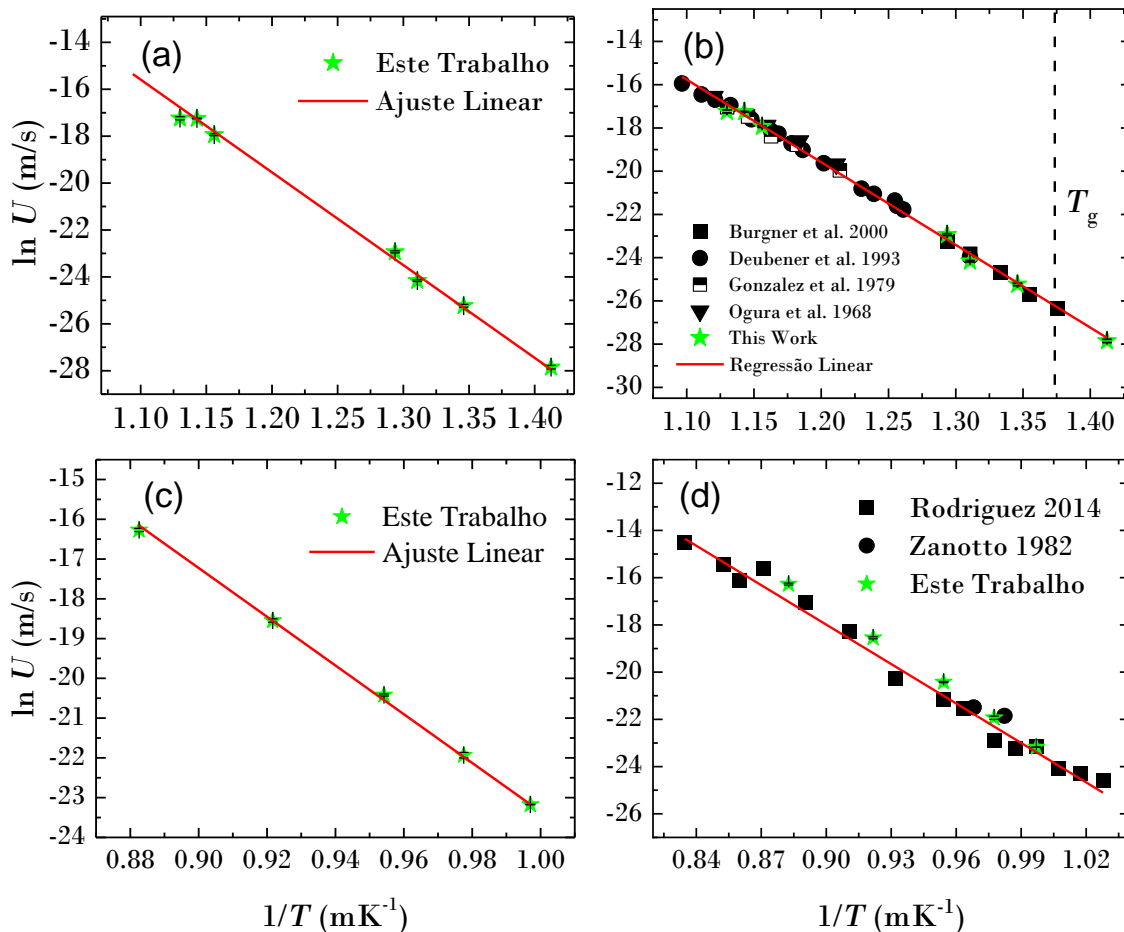 (a)
Este Trabalho
Ajuste Linear
ln U (m/s)
-14
-16
-18
-20
-22
-24
-26
-28
1.10 1.15 1.20 1.25 1.30 1.35 1.40
(b)
Tg
Burgner et al. 2000
Deubener et al. 1993
Gonzalez et al. 1979
Ogura et al. 1968
This Work
Regressão Linear
-14
-16
-18
-20
-22
-24
-26
-28
-30
1.10 1.15 1.20 1.25 1.30 1.35 1.40
(c)
Este Trabalho
Ajuste Linear
ln U (m/s)
-15
-16
-17
-18
-19
-20
-21
-22
-23
-24
0.88 0.90 0.92 0.94 0.96 0.98 1.00
1/T (mK-1)
(d)
Rodriguez 2014
Zanotto 1982
Este Trabalho
-12
-14
-16
-18
-20
-22
-24
-26
0.84 0.87 0.90 0.93 0.96 0.99 1.02
1/T (mK-1)